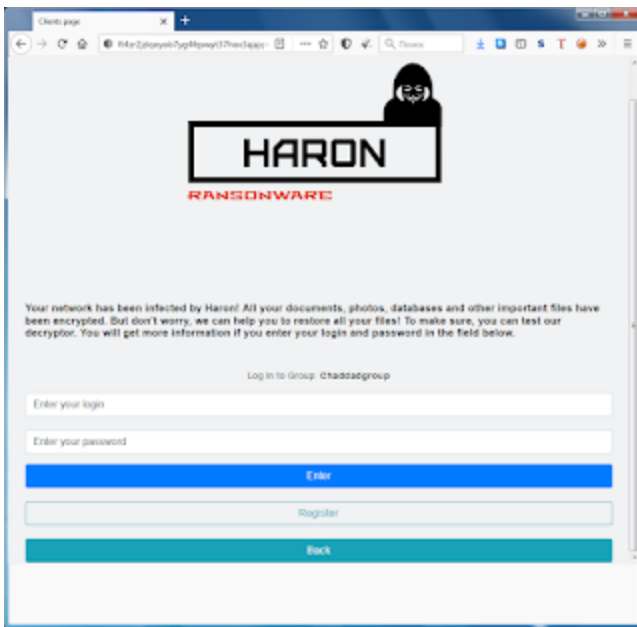 Clients page
Поиск
HARON
RANSONWARE
Your network has been infected by Haron! All your documents, photos, databases and other important files have
been encrypted. But don't worry, we can help you to restore all your files! To make sure, you can test our
decryptor. You will get more information if you enter your login and password in the field below.
Log in to Group: Chaddadgroup
Enter your login
Enter your password
Enter
Register
Back